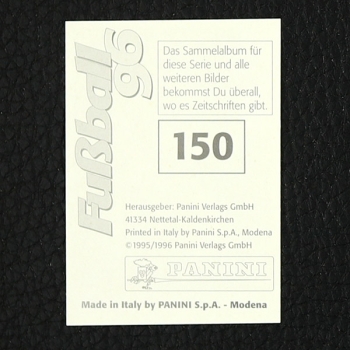 Fußball
96
Das Sammelalbum für
diese Serie und alle
weiteren Bilder
bekommst Du überall,
wo es Zeitschriften gibt.
150
Herausgeber: Panini Verlags GmbH
41334 Nettetal-Kaldenkirchen
Printed in Italy by Panini S.p.A., Modena
©1995/1996 Panini Verlags GmbH
PANINI
Made in Italy by PANINI S.p.A. - Modena